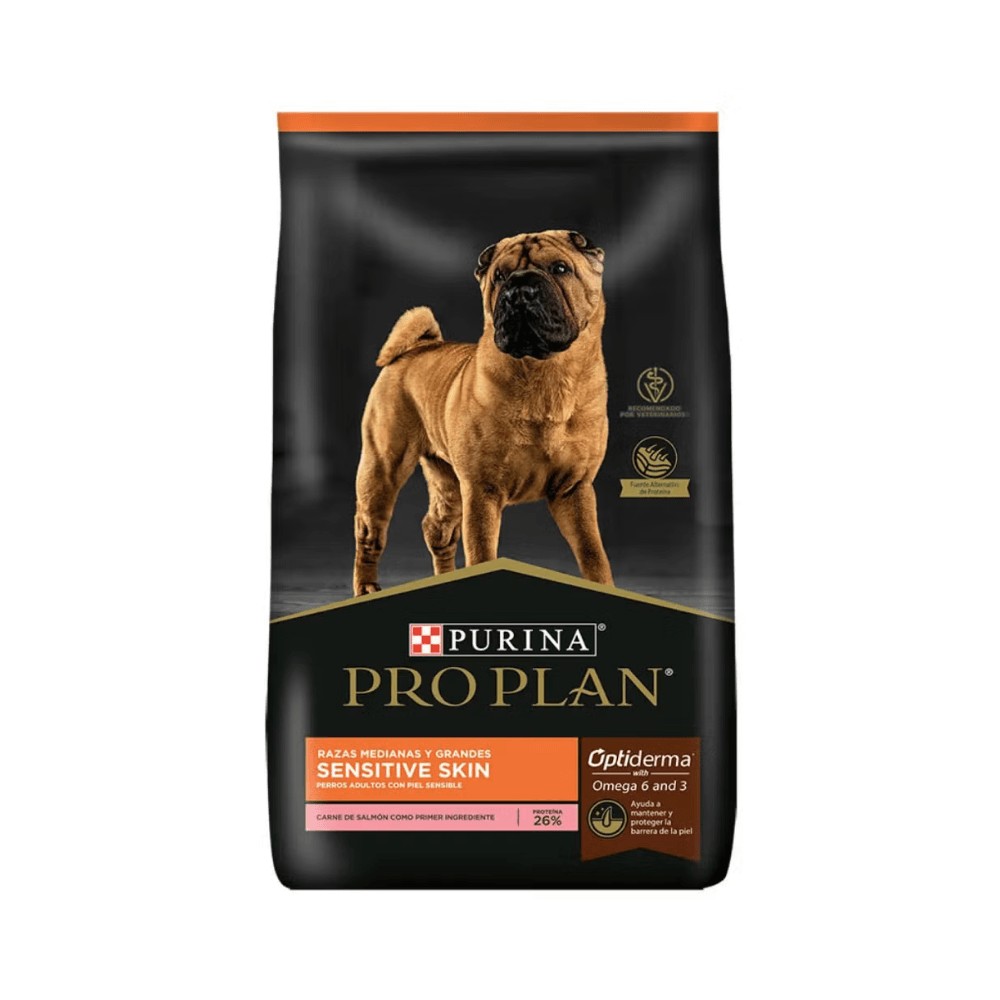 RECOMENDADO
POR VETERINARIOS
Fuente Alternativa
de Proteína
PURINA®
PRO PLAN®
RAZAS MEDIANAS Y GRANDES
SENSITIVE SKIN
PERROS ADULTOS CON PIEL SENSIBLE
CARNE DE SALMÓN COMO PRIMER INGREDIENTE
PROTEÍNA
26%
Optiderma
with
Omega 6 and 3
Ayuda a
mantener y
proteger la
barrera de la piel